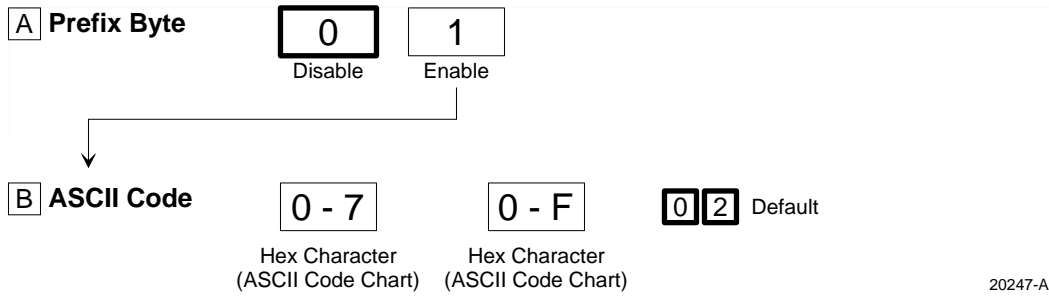 A Prefix Byte 0 1
Disable Enable
B ASCII Code 0 - 7 0 - F 0 2 Default
Hex Character Hex Character
(ASCII Code Chart) (ASCII Code Chart)
20247-A